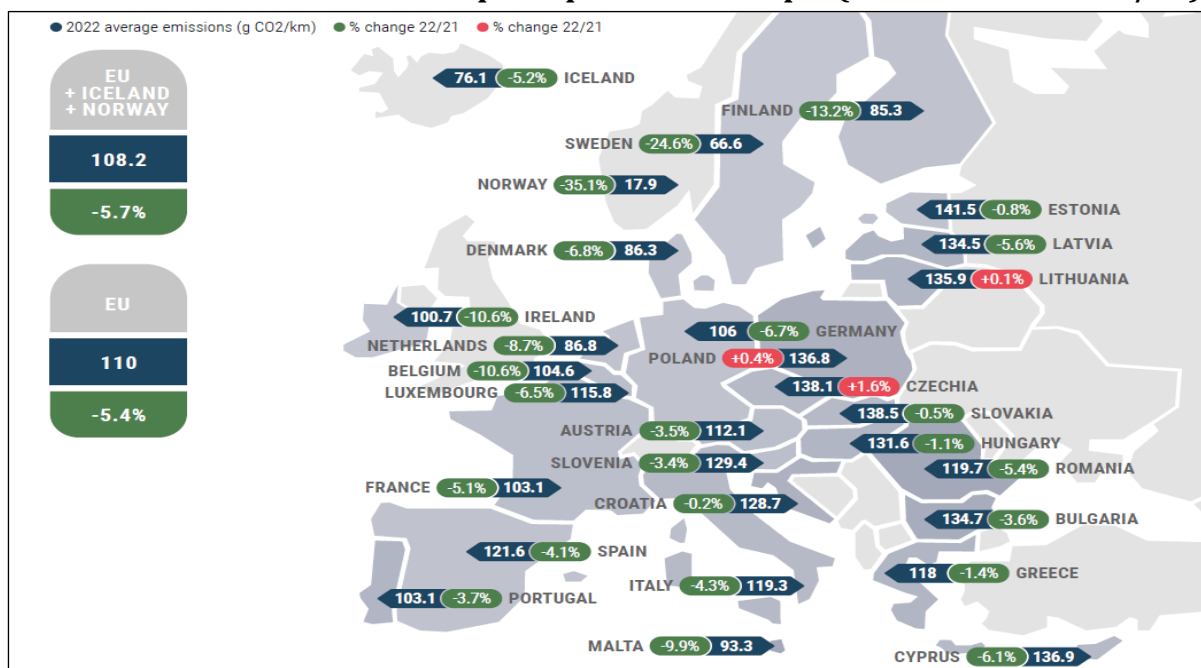 2022 average emissions (g CO2/km) % change 22/21 % change 22/21
EU
+ ICELAND
+ NORWAY
108.2
-5.7%
EU
110
-5.4%
76.1 -5.2% ICELAND
FINLAND -13.2% 85.3
SWEDEN -24.6% 66.6
NORWAY -35.1% 17.9
141.5 -0.8% ESTONIA
134.5 -5.6% LATVIA
DENMARK -6.8% 86.3
135.9 +0.1% LITHUANIA
100.7 -10.6% IRELAND
106 -6.7% GERMANY
NETHERLANDS -8.7% 86.8
POLAND +0.4% 136.8
BELGIUM -10.6% 104.6
138.1 +1.6% CZECHIA
LUXEMBOURG -6.5% 115.8
138.5 -0.5% SLOVAKIA
AUSTRIA -3.5% 112.1
131.6 -1.1% HUNGARY
SLOVENIA -3.4% 129.4
119.7 -5.4% ROMANIA
FRANCE -5.1% 103.1
CROATIA -0.2% 128.7
134.7 -3.6% BULGARIA
121.6 -4.1% SPAIN
118 -1.4% GREECE
ITALY -4.3% 119.3
103.1 -3.7% PORTUGAL
MALTA -9.9% 93.3
CYPRUS -6.1% 136.9